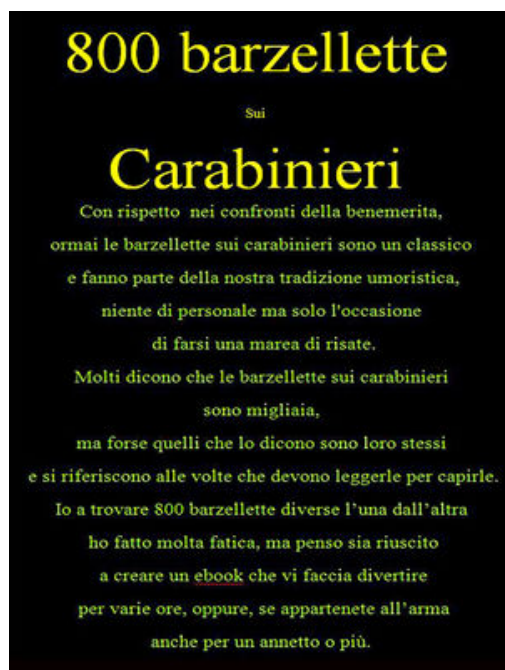 800 barzellette
Sui
Carabinieri
Con rispetto nei confronti della benemerita,
ormai le barzellette sui carabinieri sono un classico
e fanno parte della nostra tradizione umoristica,
niente di personale ma solo l'occasione
di farsi una marea di risate.
Molti dicono che le barzellette sui carabinieri
sono migliaia,
ma forse quelli che lo dicono sono loro stessi
e si riferiscono alle volte che devono leggerle per capirle.
Io a trovare 800 barzellette diverse l’una dall’altra
ho fatto molta fatica, ma penso sia riuscito
a creare un ebook che vi faccia divertire
per varie ore, oppure, se appartenete all’arma
anche per un annetto o più.